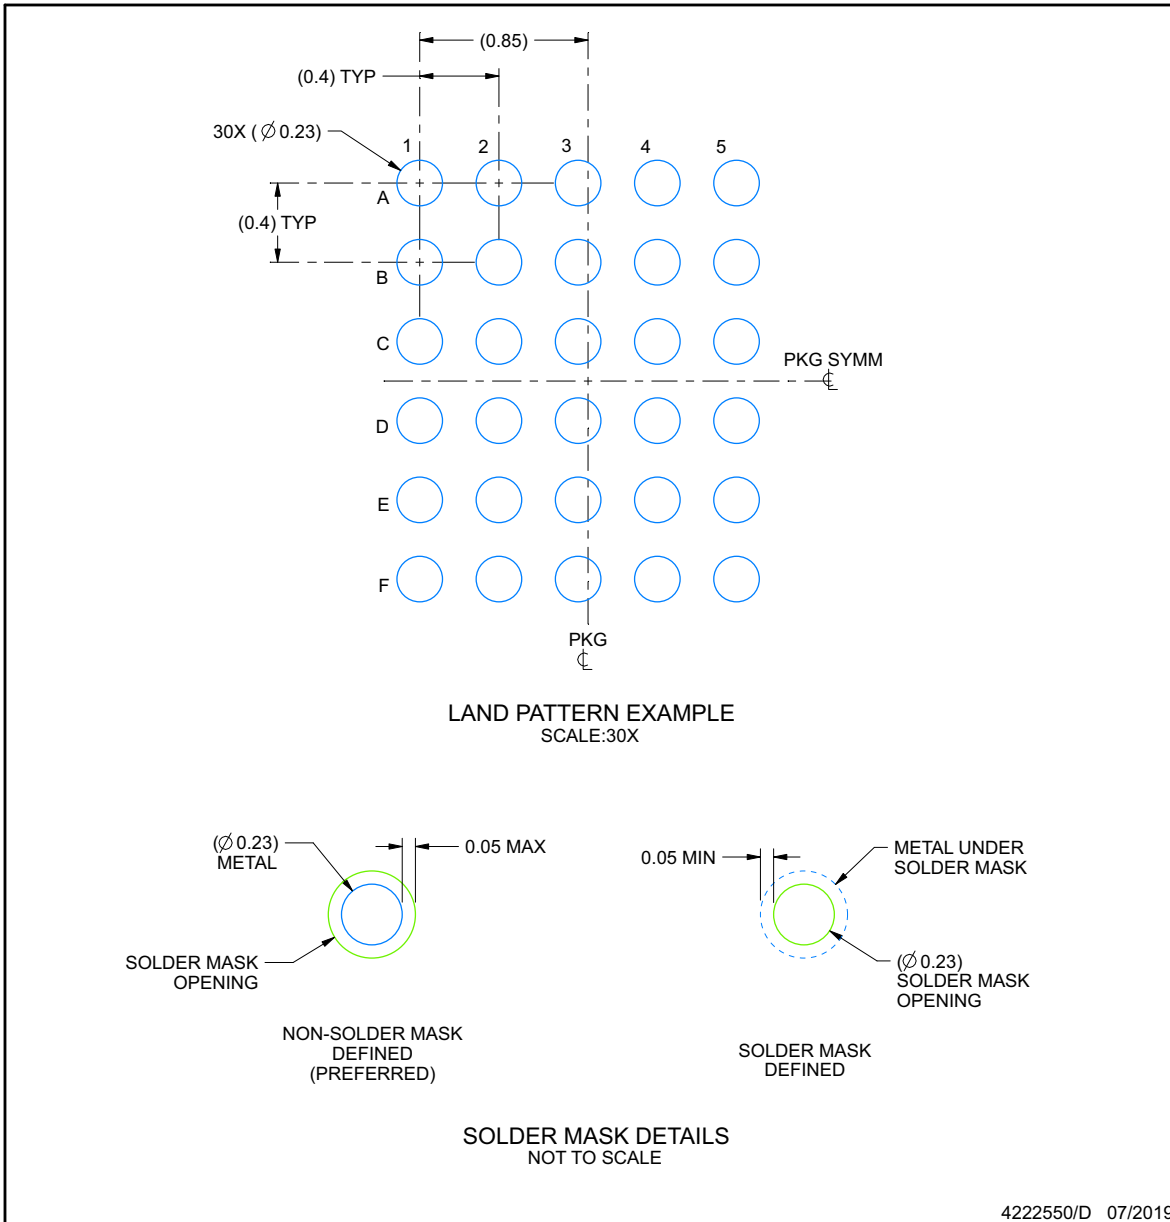 (0.85)
(0.4) TYP
30X (∅ 0.23)
1 2 3 4 5
A
(0.4) TYP
B
C
PKG SYMM
℄
D
E
F
PKG
℄
LAND PATTERN EXAMPLE
SCALE:30X
(∅ 0.23)
METAL
0.05 MAX
SOLDER MASK
OPENING
NON-SOLDER MASK
DEFINED
(PREFERRED)
0.05 MIN
METAL UNDER
SOLDER MASK
(∅ 0.23)
SOLDER MASK
OPENING
SOLDER MASK
DEFINED
SOLDER MASK DETAILS
NOT TO SCALE
4222550/D 07/2019